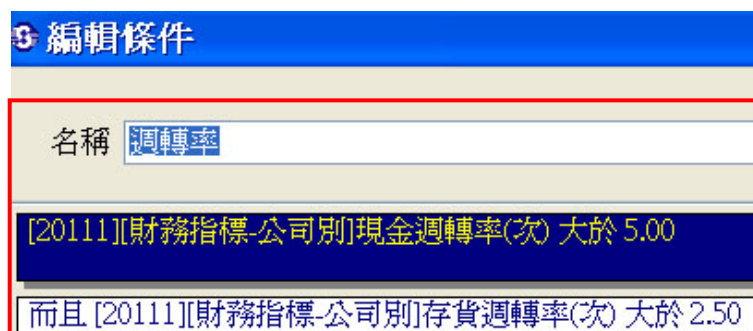 編輯條件
名稱 週轉率
[20111][財務指標-公司別]現金週轉率(次) 大於 5.00
而且 [20111][財務指標-公司別]存貨週轉率(次) 大於 2.50